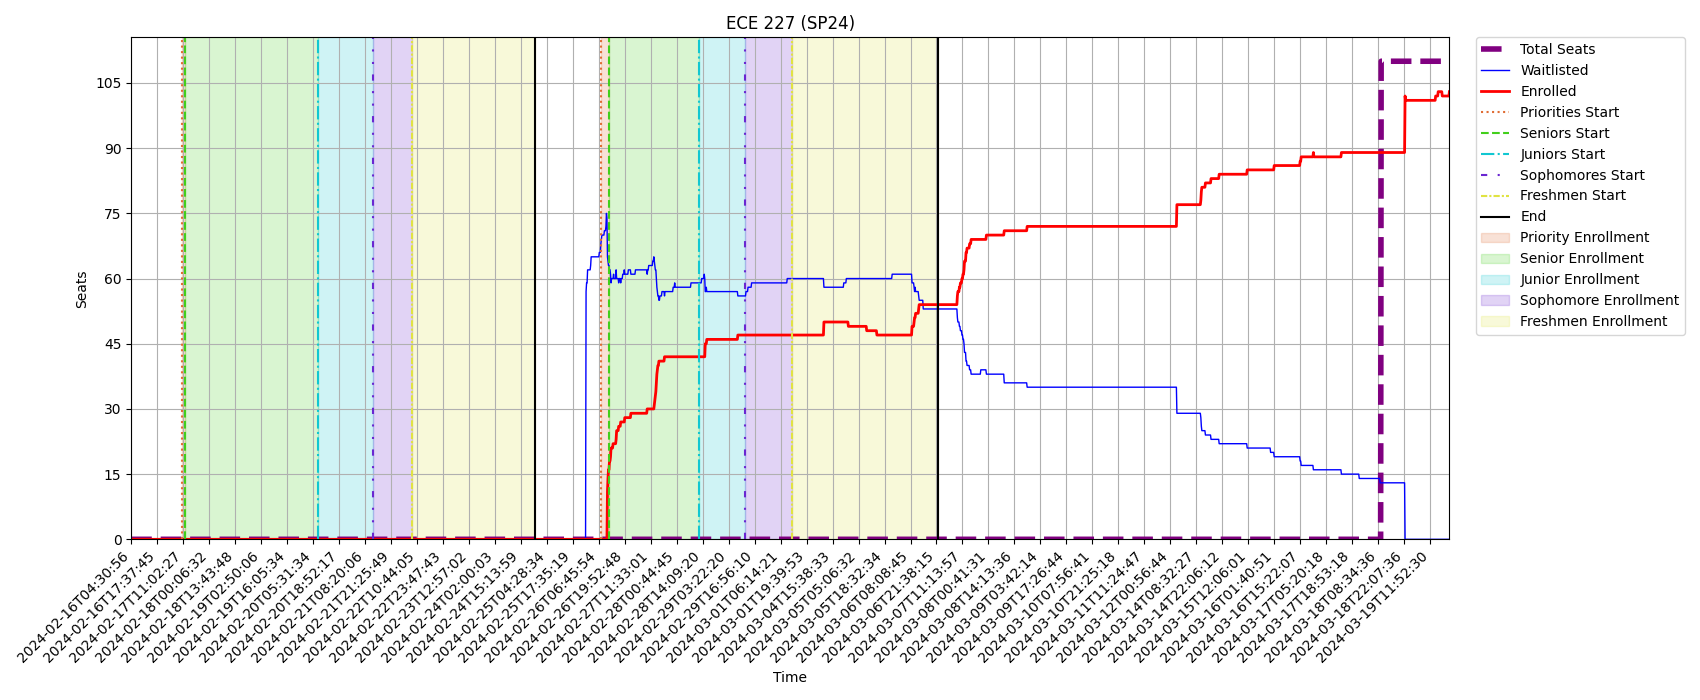 ECE 227 (SP24)
Seats
105
90
75
60
45
30
15
0
2024-02-16T04:30:56
2024-02-16T17:37:45
2024-02-17T11:02:27
2024-02-18T00:06:32
2024-02-18T13:43:48
2024-02-19T02:50:06
2024-02-19T16:05:34
2024-02-20T05:31:34
2024-02-20T18:52:17
2024-02-21T08:20:06
2024-02-21T21:25:49
2024-02-22T10:44:05
2024-02-22T23:47:43
2024-02-23T12:57:02
2024-02-24T02:00:03
2024-02-24T15:13:59
2024-02-25T04:28:34
2024-02-25T17:35:19
2024-02-26T06:45:54
2024-02-26T19:52:48
2024-02-27T11:33:01
2024-02-28T00:44:45
2024-02-28T14:09:20
2024-02-29T03:22:20
2024-02-29T16:56:10
2024-03-01T06:14:21
2024-03-01T19:39:53
2024-03-04T15:38:33
2024-03-05T05:06:32
2024-03-05T18:32:34
2024-03-06T08:08:45
2024-03-06T21:38:15
2024-03-07T11:13:57
2024-03-08T00:41:31
2024-03-08T14:13:36
2024-03-09T03:42:14
2024-03-09T17:26:44
2024-03-10T07:56:41
2024-03-10T21:25:18
2024-03-11T11:24:47
2024-03-12T00:56:44
2024-03-14T08:32:27
2024-03-14T22:06:12
2024-03-15T12:06:01
2024-03-16T01:40:51
2024-03-16T15:22:07
2024-03-17T05:20:18
2024-03-17T18:53:18
2024-03-18T08:34:36
2024-03-18T22:07:36
2024-03-19T11:52:30
Time
Total Seats
Waitlisted
Enrolled
Priorities Start
Seniors Start
Juniors Start
Sophomores Start
Freshmen Start
End
Priority Enrollment
Senior Enrollment
Junior Enrollment
Sophomore Enrollment
Freshmen Enrollment